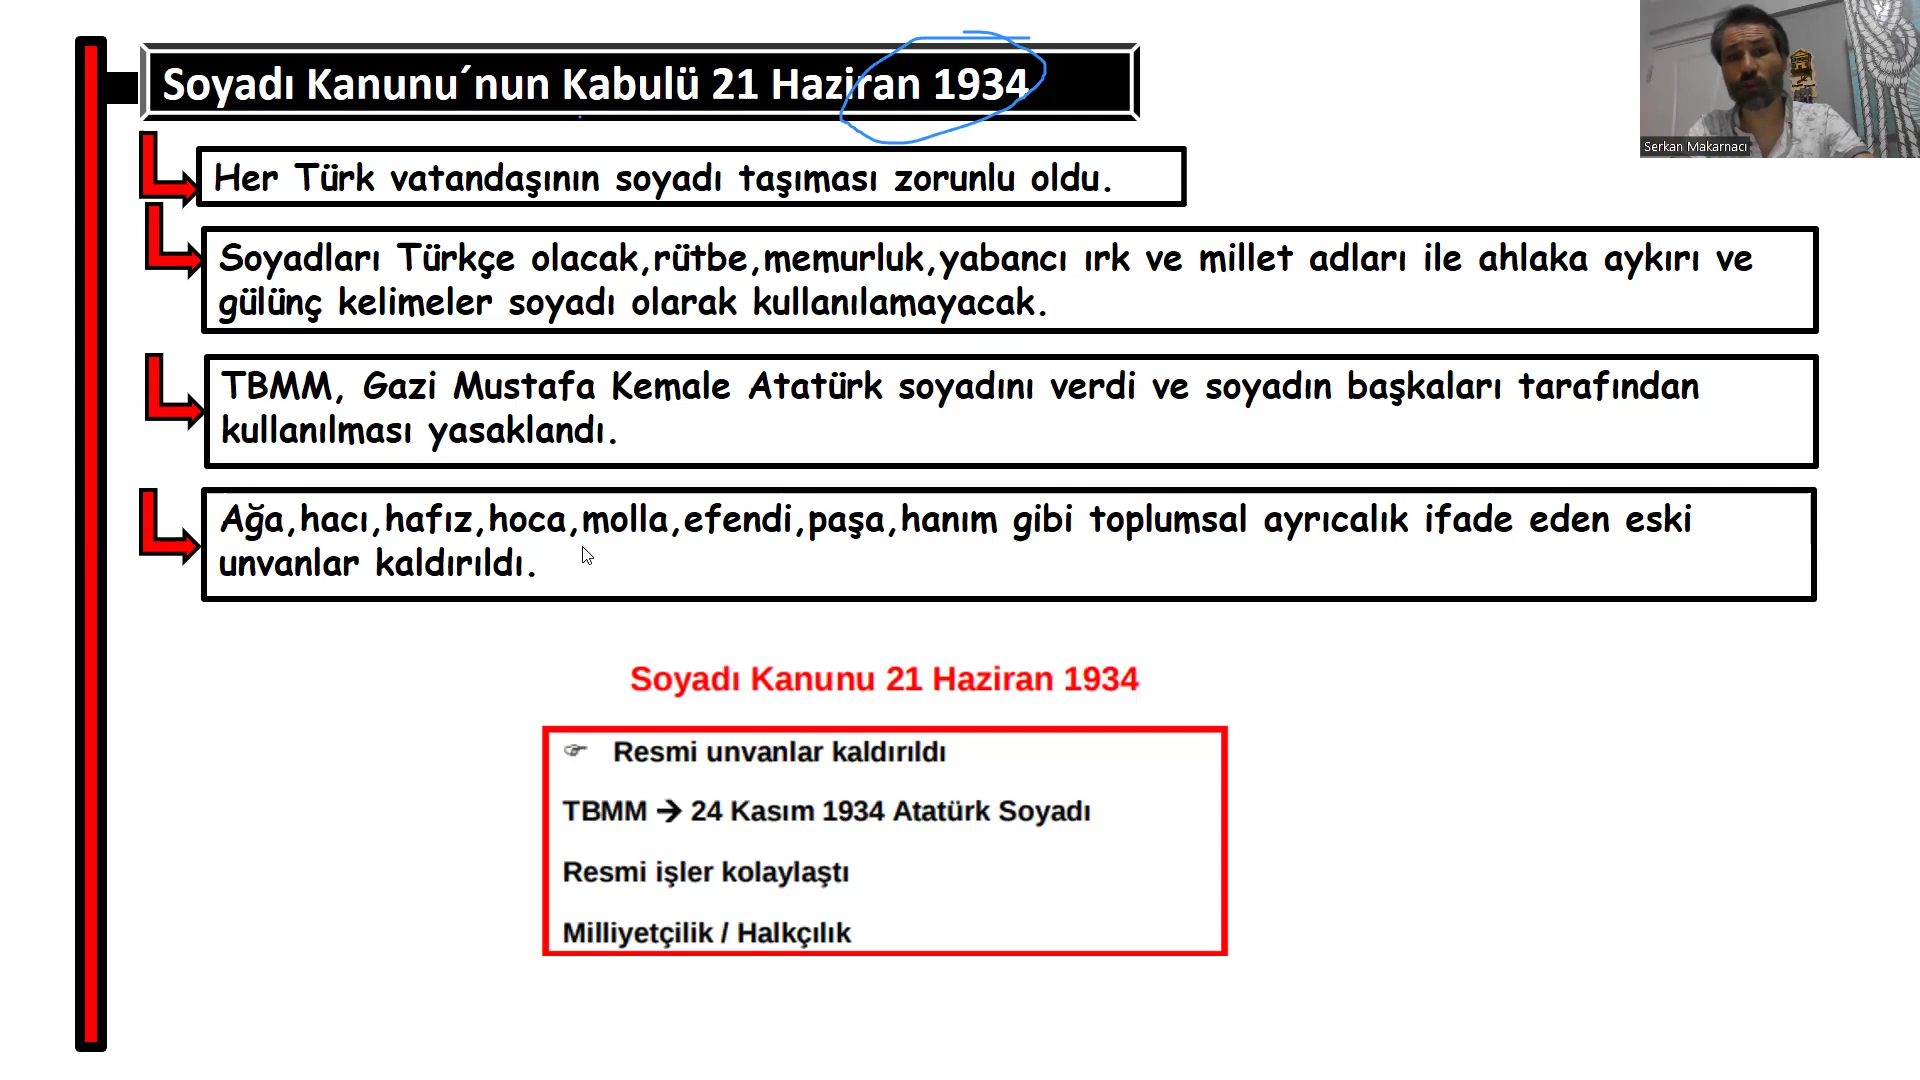 Soyadı Kanunu´nun Kabulü 21 Haziran 1934
Serkan Makarnacı
Her Türk vatandaşının soyadı taşıması zorunlu oldu.
Soyadları Türkçe olacak,rütbe,memurluk,yabancı ırk ve millet adları ile ahlaka aykırı ve
gülünç kelimeler soyadı olarak kullanılamayacak.
TBMM, Gazi Mustafa Kemale Atatürk soyadını verdi ve soyadın başkaları tarafından
kullanılması yasaklandı.
Ağa,hacı,hafız,hoca,molla,efendi,paşa,hanım gibi toplumsal ayrıcalık ifade eden eski
unvanlar kaldırıldı.
Soyadı Kanunu 21 Haziran 1934
☞ Resmi unvanlar kaldırıldı
TBMM → 24 Kasım 1934 Atatürk Soyadı
Resmi işler kolaylaştı
Milliyetçilik / Halkçılık